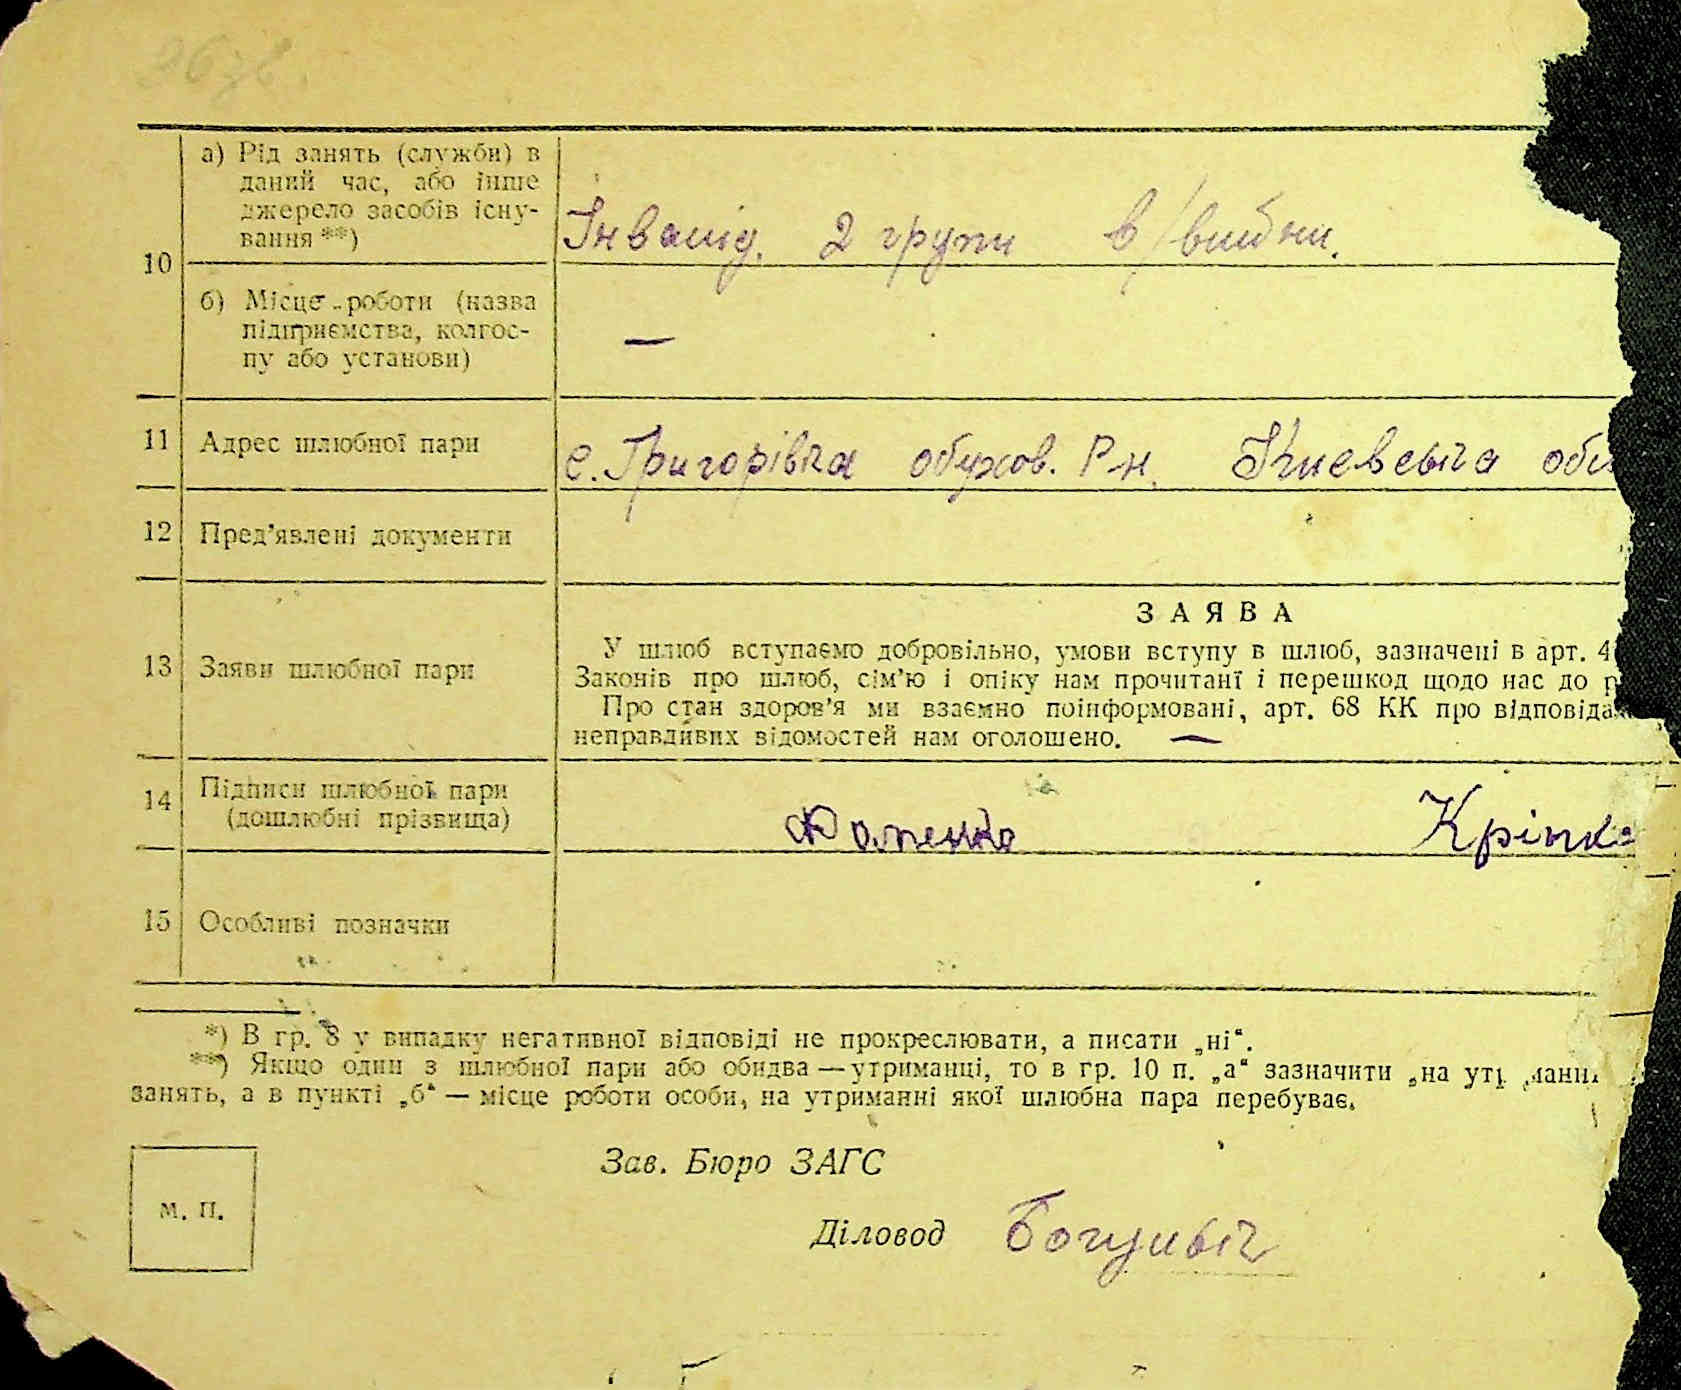 а) Рід занять (служби) в
даний час, або інше
джерело засобів існу-
вання **)
10
Інвалід. 2 групи в/війни.
б) Місце роботи (назва
підприємства, колгос-
пу або установи)
—
11 Адрес шлюбної пари
с. Григорівка обухов. Р-н.
12 Пред'явлені документи
ЗАЯВА
13 Заяви шлюбної пари
У шлюб вступаємо добровільно, умови вступу в шлюб, зазначені в арт. 4
Законів про шлюб, сім'ю і опіку нам прочитані і перешкод щодо нас до р
Про стан здоров'я ми взаємно поінформовані, арт. 68 КК про відповіда
неправдивих відомостей нам оголошено. —
14 Підписи шлюбної пари
(дошлюбні прізвища)
15 Особливі позначки
*) В гр. 8 у випадку негативної відповіді не прокреслювати, а писати „ні“.
**) Якщо один з шлюбної пари або обидва — утриманці, то в гр. 10 п. „а“ зазначити „на утр
занять, а в пункті „б“ — місце роботи особи, на утриманні якої шлюбна пара перебуває.
Зав. Бюро ЗАГС
м. п.
Діловод